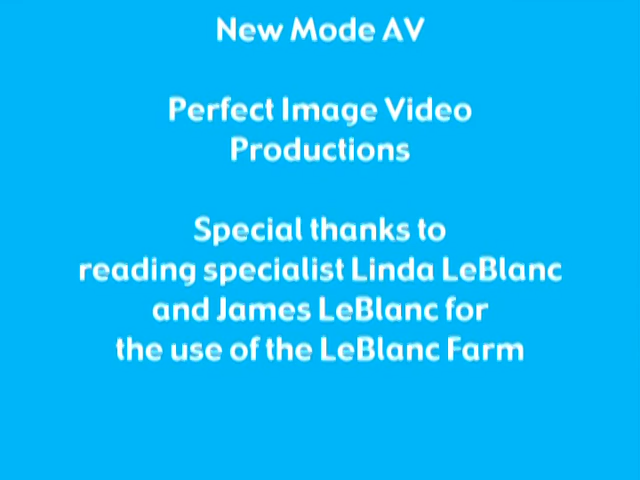 New Mode AV
Perfect Image Video
Productions
Special thanks to
reading specialist Linda LeBlanc
and James LeBlanc for
the use of the LeBlanc Farm